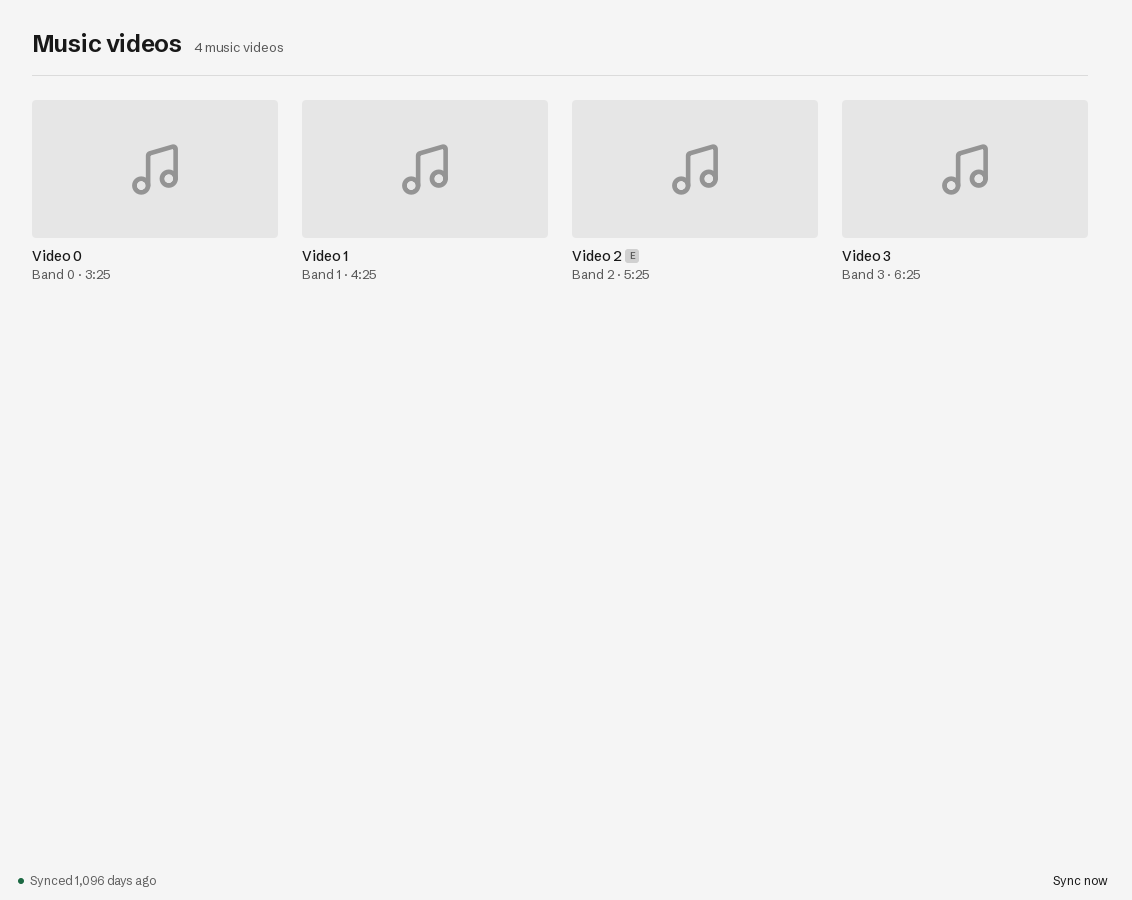 Music videos 4 music videos
Video 0
Band 0 · 3:25
Video 1
Band 1 · 4:25
Video 2 E
Band 2 · 5:25
Video 3
Band 3 · 6:25
Synced 1,096 days ago
Sync now